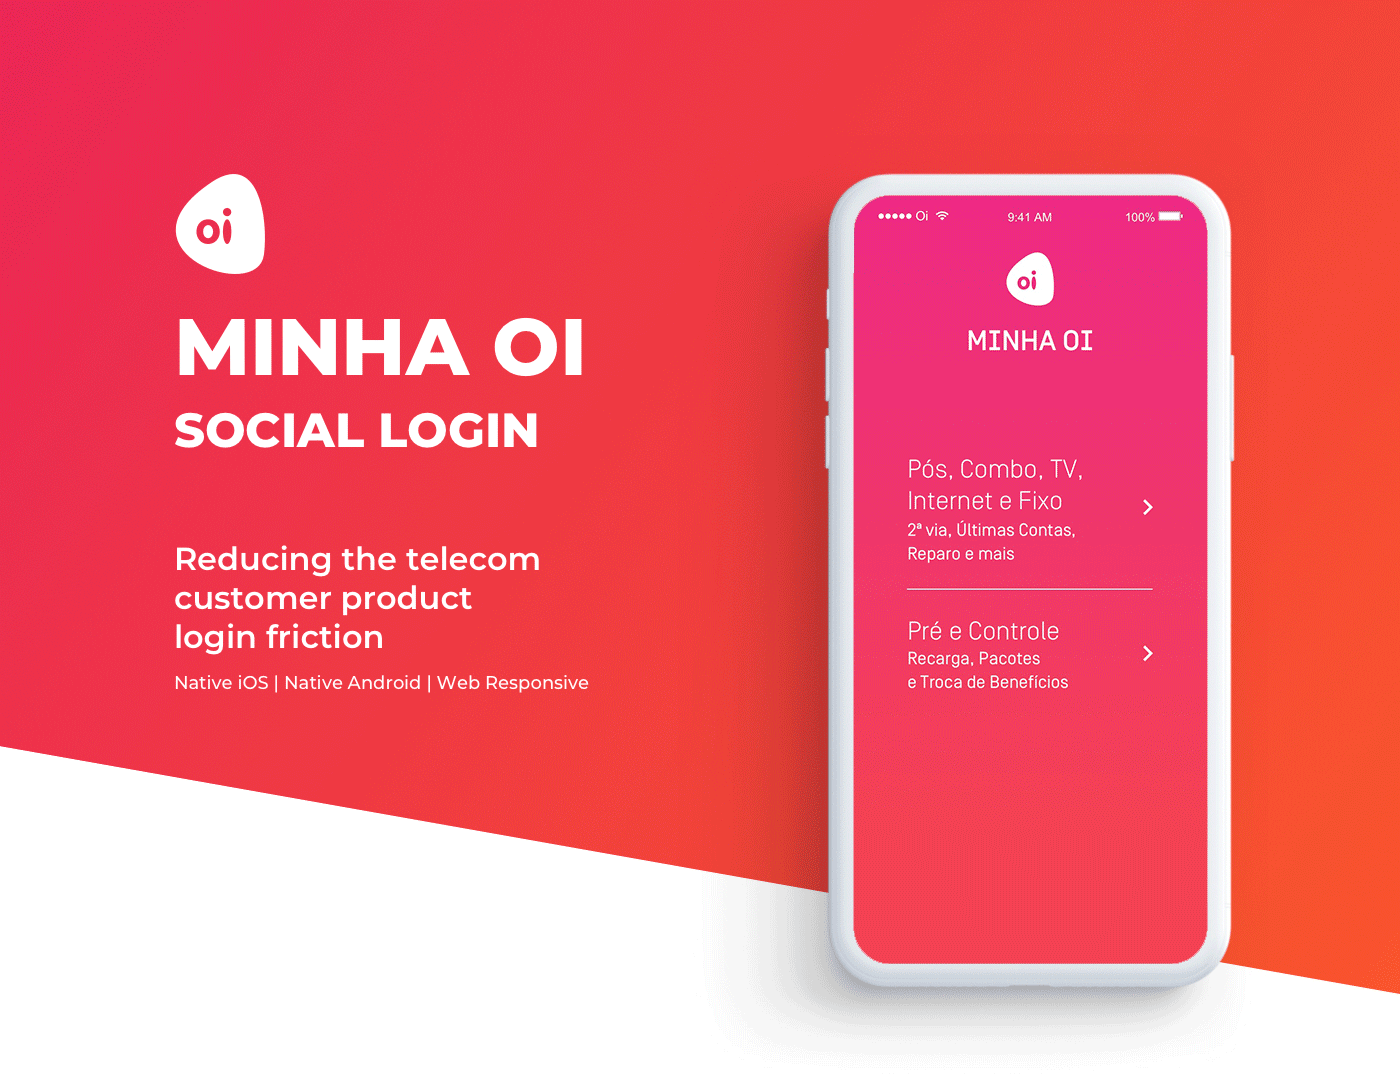 oi
MINHA OI
SOCIAL LOGIN
Reducing the telecom
customer product
login friction
Native iOS | Native Android | Web Responsive
Oi 9:41 AM 100%
oi
MINHA OI
Pós, Combo, TV,
Internet e Fixo
2ª via, Últimas Contas,
Reparo e mais
Pré e Controle
Recarga, Pacotes
e Troca de Benefícios